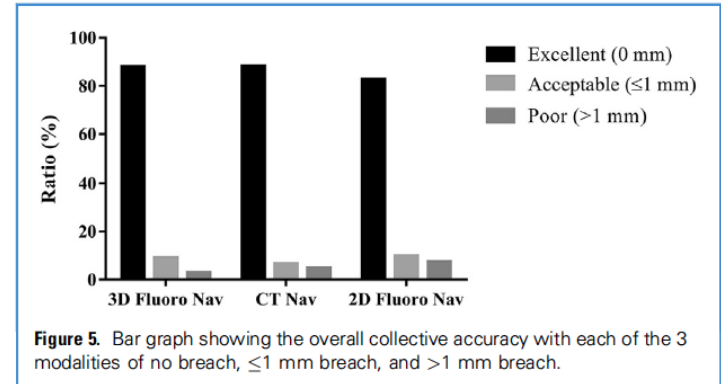 100
80
60
40
20
0
Ratio (%)
3D Fluoro Nav CT Nav 2D Fluoro Nav
Excellent (0 mm)
Acceptable (≤1 mm)
Poor (>1 mm)
Figure 5. Bar graph showing the overall collective accuracy with each of the 3
modalities of no breach, ≤1 mm breach, and >1 mm breach.